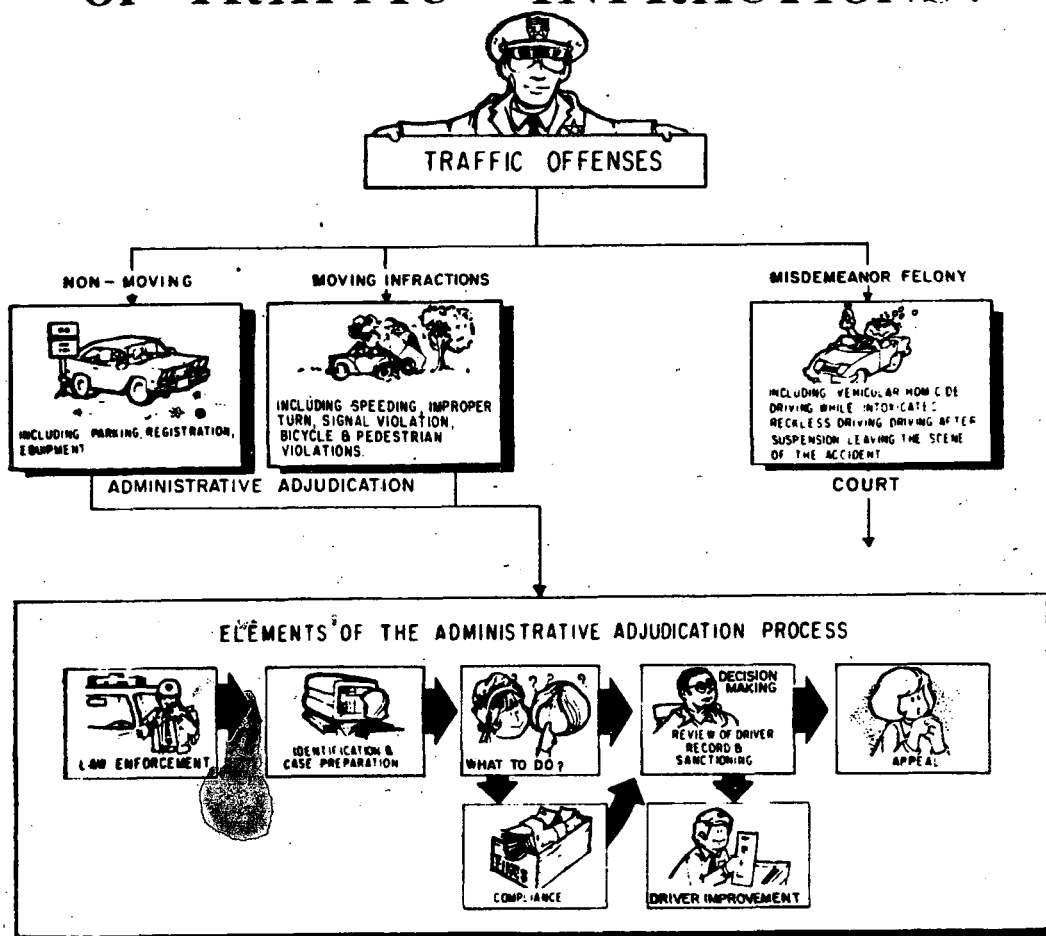 OF TRAFFIC INFRACTIONS?
TRAFFIC OFFENSES
NON-MOVING
MOVING INFRACTIONS
MISDEMEANOR FELONY
INCLUDING PARKING, REGISTRATION,
EQUIPMENT
INCLUDING SPEEDING, IMPROPER
TURN, SIGNAL VIOLATION,
BICYCLE & PEDESTRIAN
VIOLATIONS.
INCLUDING VEHICULAR HOMICIDE
DRIVING WHILE INTOXICATED
RECKLESS DRIVING DRIVING AFTER
SUSPENSION LEAVING THE SCENE
OF THE ACCIDENT
ADMINISTRATIVE ADJUDICATION
COURT
ELEMENTS OF THE ADMINISTRATIVE ADJUDICATION PROCESS
LAW ENFORCEMENT
IDENTIFICATION &
CASE PREPARATION
? ? ? ?
WHAT TO DO?
DECISION
MAKING
REVIEW OF DRIVER
RECORD &
SANCTIONING
APPEAL
FINES
COMPLIANCE
DRIVER IMPROVEMENT